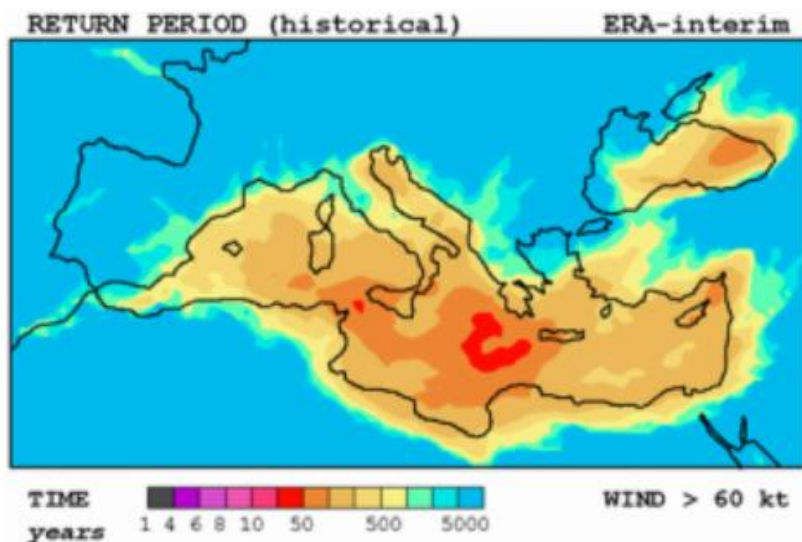 RETURN PERIOD (historical) ERA-interim
TIME 1 4 6 8 10 50 500 5000 WIND > 60 kt
years